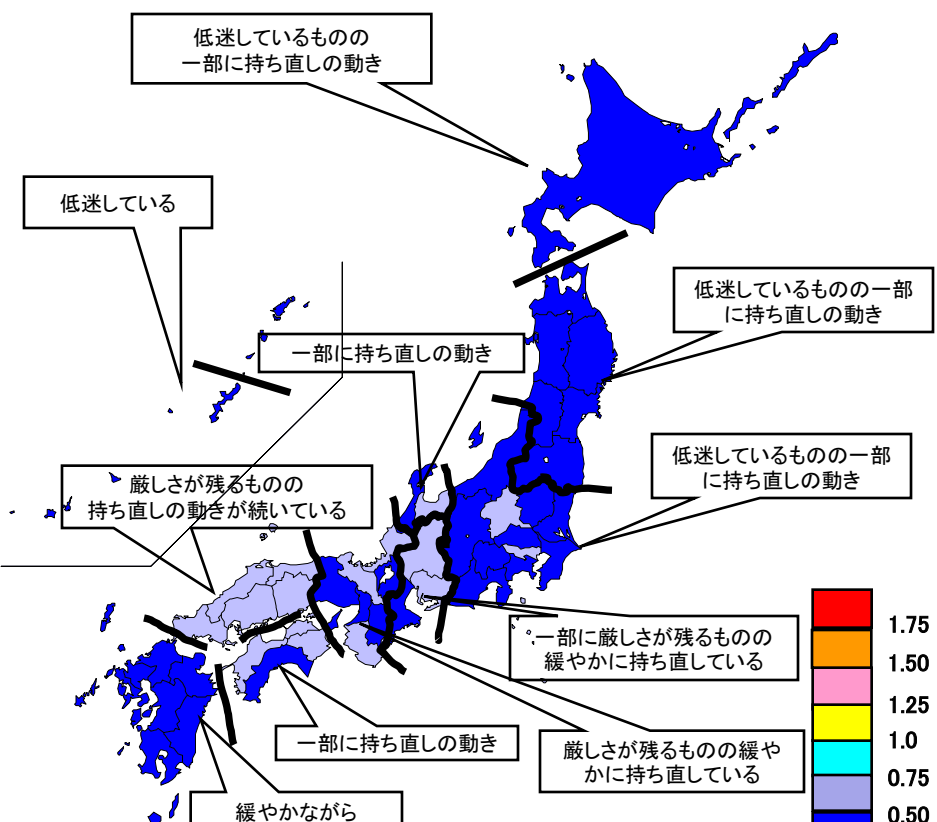 低迷しているものの
一部に持ち直しの動き
低迷している
低迷しているものの一部
に持ち直しの動き
一部に持ち直しの動き
低迷しているものの一部
に持ち直しの動き
厳しさが残るものの
持ち直しの動きが続いている
一部に厳しさが残るものの
緩やかに持ち直している
一部に持ち直しの動き
厳しさが残るものの緩や
かに持ち直している
緩やかながら
1.75
1.50
1.25
1.0
0.75
0.50